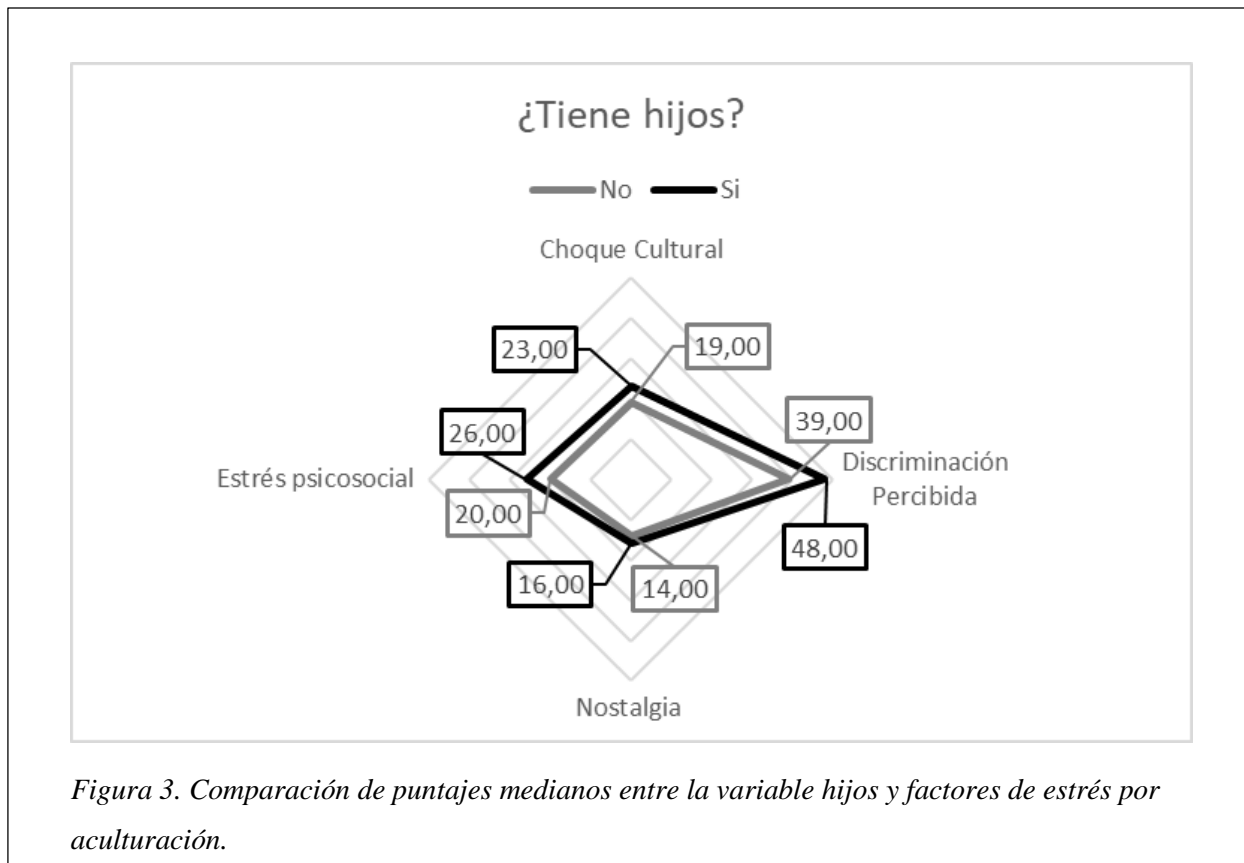 ¿Tiene hijos?
No Si
Choque Cultural
23,00
19,00
26,00
39,00
Estrés psicosocial
Discriminación
Percibida
20,00
48,00
16,00
14,00
Nostalgia
Figura 3. Comparación de puntajes medianos entre la variable hijos y factores de estrés por
aculturación.